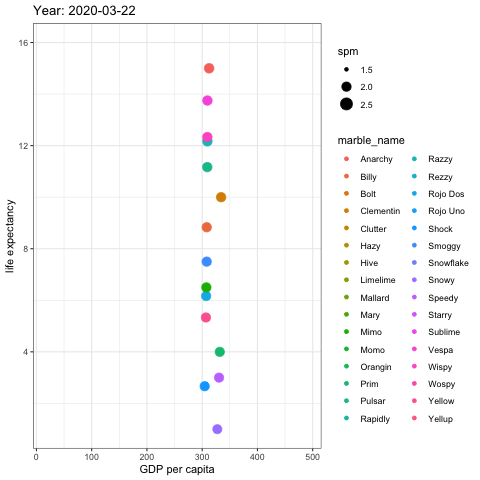 Year: 2020-03-22
16
12
8
4
0
100
200
300
400
500
GDP per capita
life expectancy
spm
1.5
2.0
2.5
marble_name
Anarchy
Billy
Bolt
Clementin
Clutter
Hazy
Hive
Limelime
Mallard
Mary
Mimo
Momo
Orangin
Prim
Pulsar
Rapidly
Razzy
Rezzy
Rojo Dos
Rojo Uno
Shock
Smoggy
Snowflake
Snowy
Speedy
Starry
Sublime
Vespa
Wispy
Wospy
Yellow
Yellup